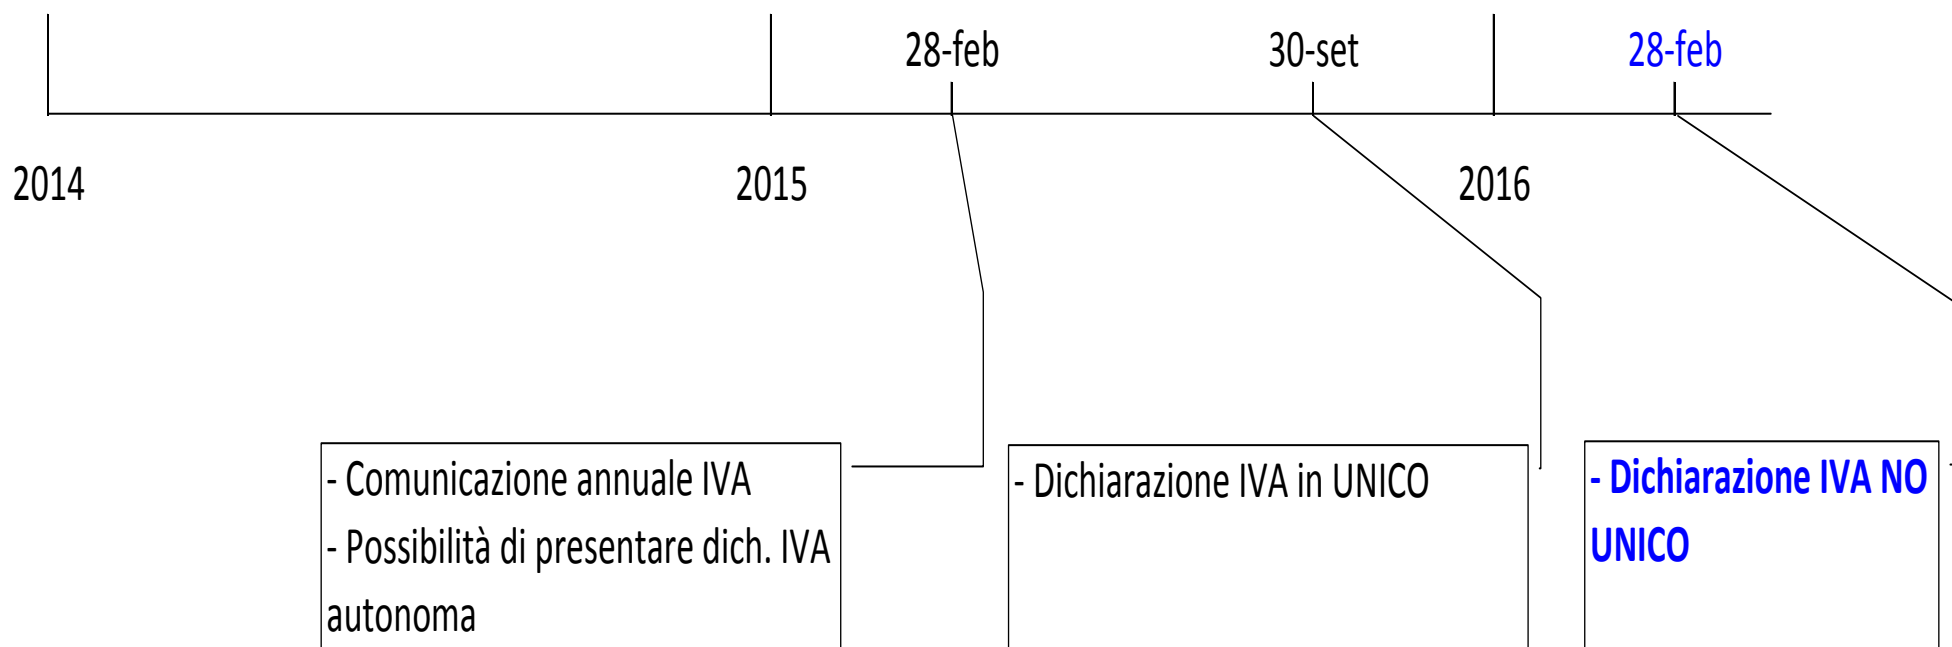 28-feb
30-set
28-feb
2014
2015
2016
- Comunicazione annuale IVA
- Possibilità di presentare dich. IVA
autonoma
- Dichiarazione IVA in UNICO
- Dichiarazione IVA NO
UNICO